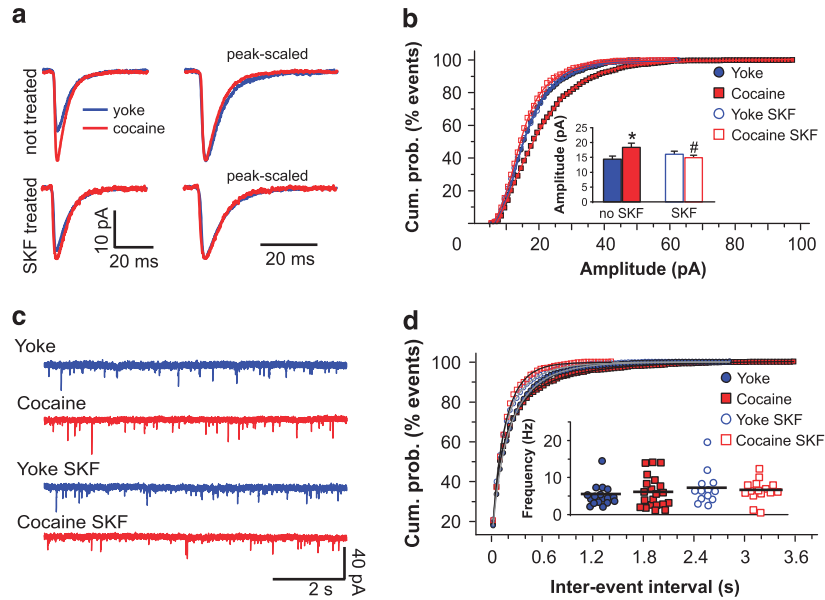 a
peak-scaled
not treated
yoke
cocaine
peak-scaled
SKF treated
10 pA
20 ms
20 ms
b
Cum. prob. (% events)
100
80
60
40
20
0
0
20
40
60
80
100
Amplitude (pA)
Yoke
Cocaine
Yoke SKF
Cocaine SKF
Amplitude (pA)
25
20
15
10
5
0
*
#
no SKF
SKF
c
Yoke
Cocaine
Yoke SKF
Cocaine SKF
40 pA
2 s
d
Cum. prob. (% events)
100
80
60
40
20
0
0.6
1.2
1.8
2.4
3
3.6
Inter-event interval (s)
Yoke
Cocaine
Yoke SKF
Cocaine SKF
Frequency (Hz)
25
20
15
10
5
0